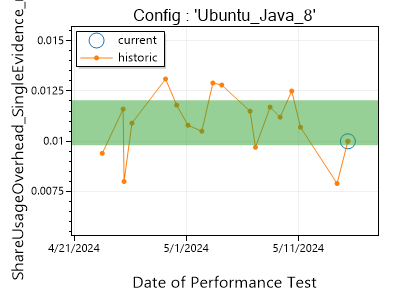 Config : 'Ubuntu_Java_8'
ShareUsageOverhead_SingleEvidence_
current
historic
0.015
0.0125
0.01
0.0075
4/21/2024
5/1/2024
5/11/2024
Date of Performance Test